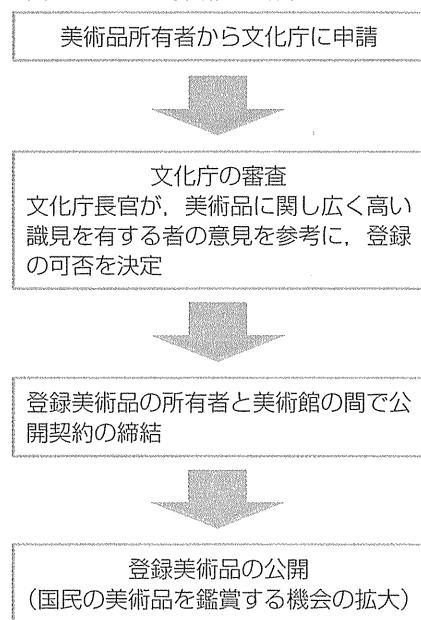 美術品所有者から文化庁に申請
文化庁の審査
文化庁長官が，美術品に関し広く高い
識見を有する者の意見を参考に，登録
の可否を決定
登録美術品の所有者と美術館の間で公
開契約の締結
登録美術品の公開
（国民の美術品を鑑賞する機会の拡大）